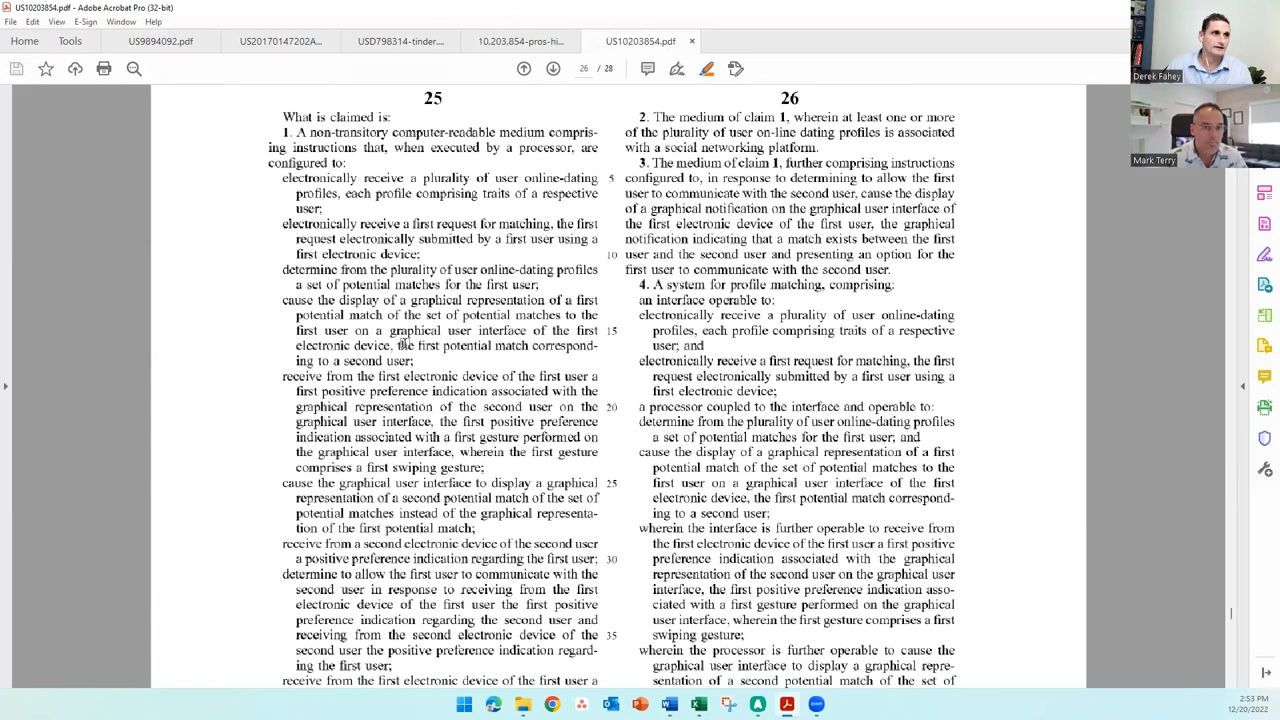 US10203854.pdf - Adobe Acrobat Pro (32-bit)
File Edit View E-Sign Window Help
Home Tools US9894092.pdf US20170147202A... USD798314-tinder.... 10,203,854-pros-hi... US10203854.pdf ×
26 / 28
Derek Fahey
Mark Terry
25
What is claimed is:
1. A non-transitory computer-readable medium compris-
ing instructions that, when executed by a processor, are
configured to:
electronically receive a plurality of user online-dating
profiles, each profile comprising traits of a respective
user;
electronically receive a first request for matching, the first
request electronically submitted by a first user using a
first electronic device;
determine from the plurality of user online-dating profiles
a set of potential matches for the first user;
cause the display of a graphical representation of a first
potential match of the set of potential matches to the
first user on a graphical user interface of the first
electronic device, the first potential match correspond-
ing to a second user;
receive from the first electronic device of the first user a
first positive preference indication associated with the
graphical representation of the second user on the
graphical user interface, the first positive preference
indication associated with a first gesture performed on
the graphical user interface, wherein the first gesture
comprises a first swiping gesture;
cause the graphical user interface to display a graphical
representation of a second potential match of the set of
potential matches instead of the graphical representa-
tion of the first potential match;
receive from a second electronic device of the second user
a positive preference indication regarding the first user;
determine to allow the first user to communicate with the
second user in response to receiving from the first
electronic device of the first user the first positive
preference indication regarding the second user and
receiving from the second electronic device of the
second user the positive preference indication regard-
ing the first user;
receive from the first electronic device of the first user a
5
10
15
20
25
30
35
26
2. The medium of claim 1, wherein at least one or more
of the plurality of user on-line dating profiles is associated
with a social networking platform.
3. The medium of claim 1, further comprising instructions
configured to, in response to determining to allow the first
user to communicate with the second user, cause the display
of a graphical notification on the graphical user interface of
the first electronic device of the first user, the graphical
notification indicating that a match exists between the first
user and the second user and presenting an option for the
first user to communicate with the second user.
4. A system for profile matching, comprising:
an interface operable to:
electronically receive a plurality of user online-dating
profiles, each profile comprising traits of a respective
user; and
electronically receive a first request for matching, the first
request electronically submitted by a first user using a
first electronic device;
a processor coupled to the interface and operable to:
determine from the plurality of user online-dating profiles
a set of potential matches for the first user; and
cause the display of a graphical representation of a first
potential match of the set of potential matches to the
first user on a graphical user interface of the first
electronic device, the first potential match correspond-
ing to a second user;
wherein the interface is further operable to receive from
the first electronic device of the first user a first positive
preference indication associated with the graphical
representation of the second user on the graphical user
interface, the first positive preference indication asso-
ciated with a first gesture performed on the graphical
user interface, wherein the first gesture comprises a first
swiping gesture;
wherein the processor is further operable to cause the
graphical user interface to display a graphical repre-
sentation of a second potential match of the set of
2:53 PM
12/20/2022